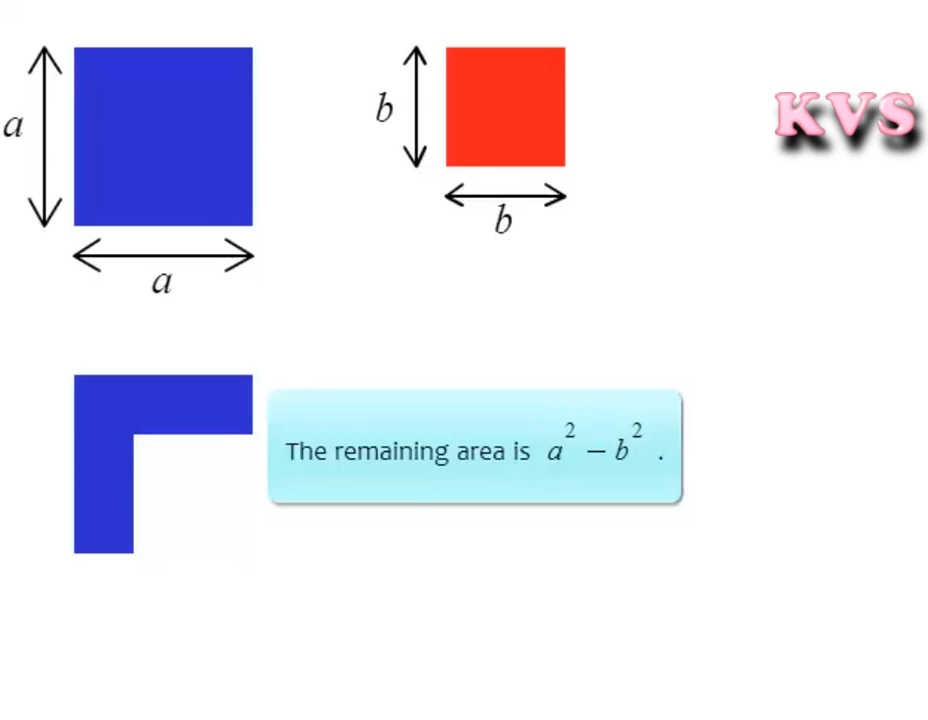 a
b
KVS
b
a
The remaining area is a² – b² .